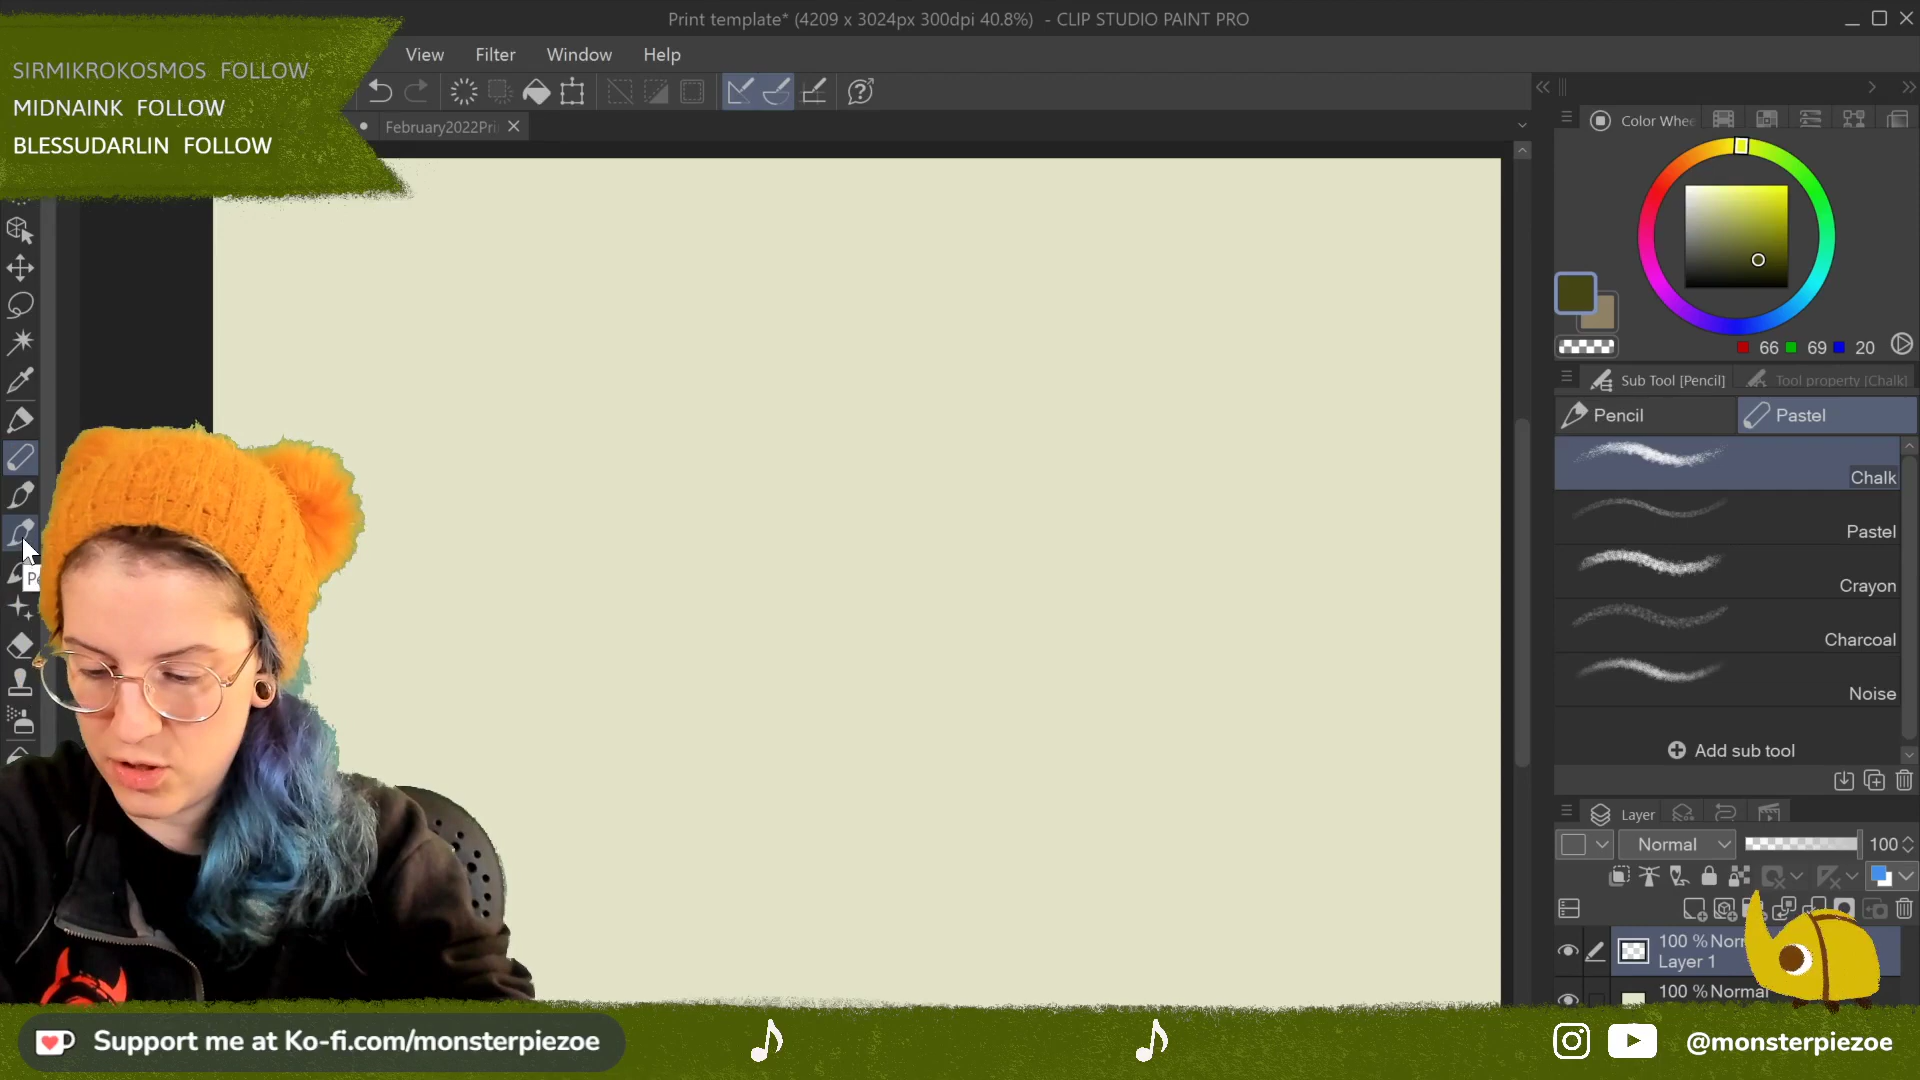 Print template* (4209 x 3024px 300dpi 40.8%) - CLIP STUDIO PAINT PRO
View Filter Window Help
SIRMIKROKOSMOS FOLLOW
MIDNAINK FOLLOW
BLESSUDARLIN FOLLOW
February2022Pri
Color Whee
66 69 20
Sub Tool [Pencil] Tool property [Chalk]
Pencil Pastel
Chalk
Pastel
Crayon
Charcoal
Noise
Add sub tool
Layer
Normal 100
100 % Norm
Layer 1
100 % Normal
Support me at Ko-fi.com/monsterpiezoe
@monsterpiezoe